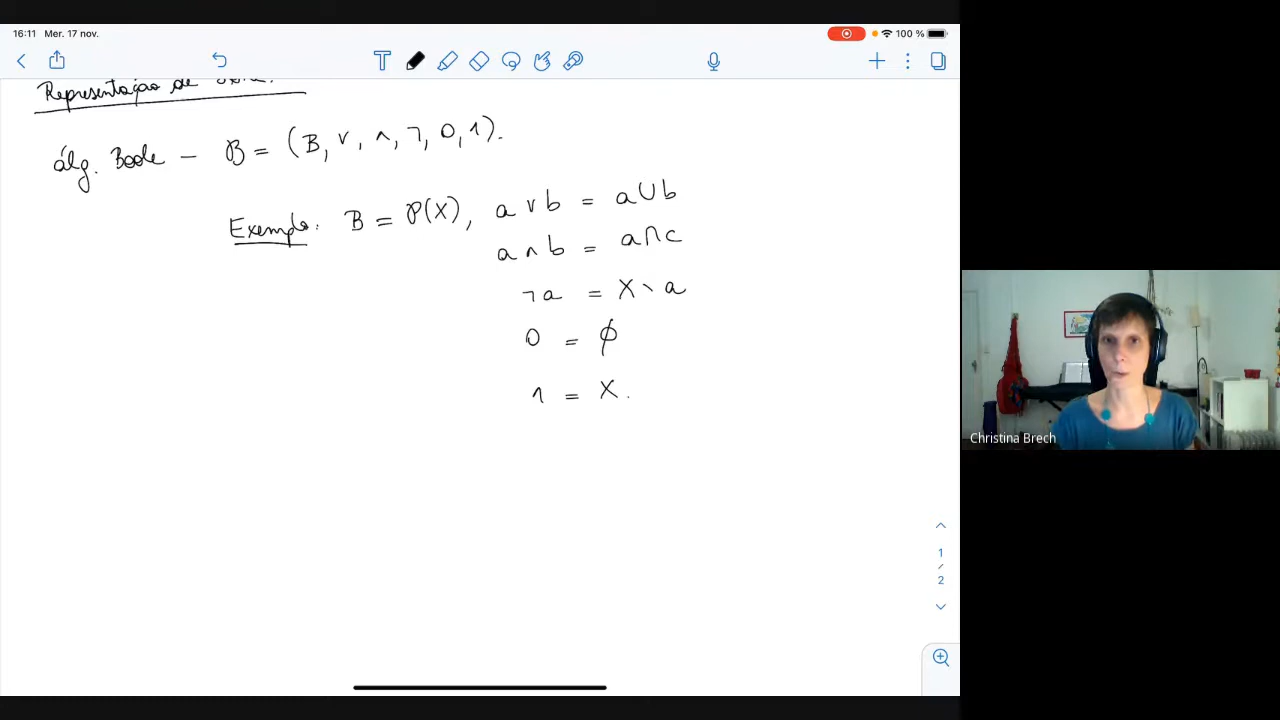 16:11 Mer. 17 nov. 100 %
Representação de
álg. Boole — B = (B, ∨, ∧, ¬, 0, 1).
Exemplo: B = P(X), a ∨ b = a ∪ b
a ∧ b = a ∩ c
¬a = X \ a
0 = ∅
1 = X.
Christina Brech
1
/
2